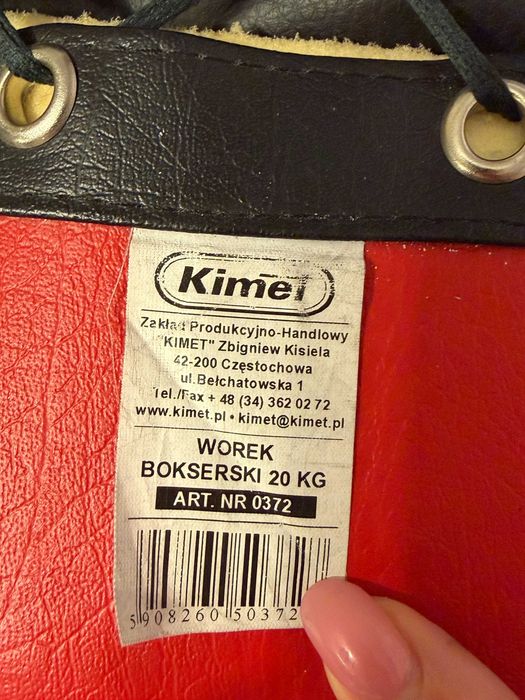 Kimet
Zakład Produkcyjno-Handlowy
"KIMET" Zbigniew Kisiela
42-200 Częstochowa
ul.Bełchatowska 1
Tel./Fax + 48 (34) 362 02 72
www.kimet.pl • kimet@kimet.pl
WOREK
BOKSERSKI 20 KG
ART. NR 0372
5 908260 50372